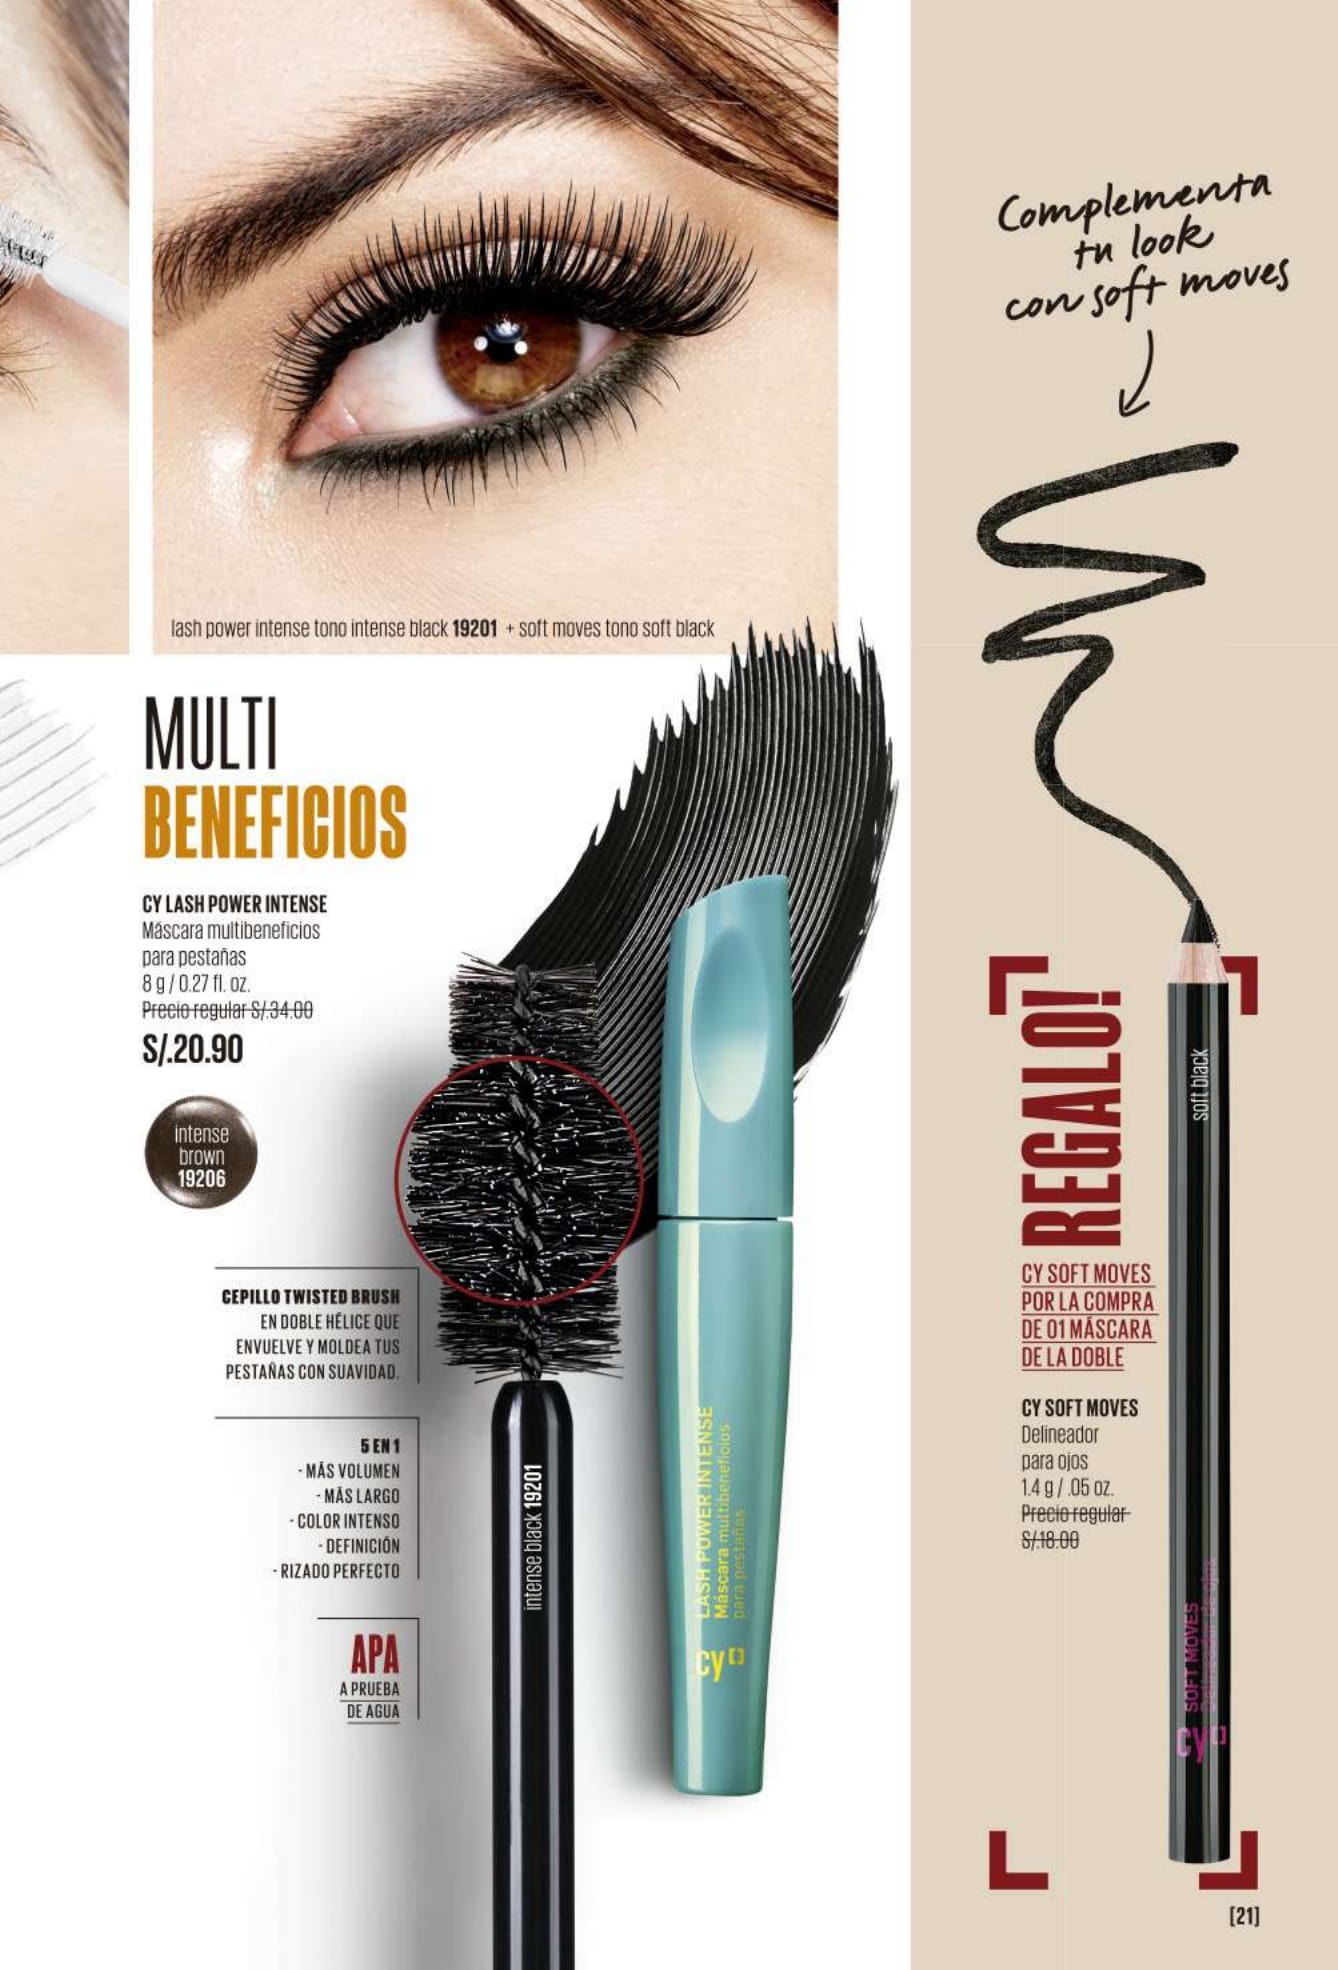 Complementa
tu look
con soft moves
lash power intense tono intense black 19201 + soft moves tono soft black
MULTI
BENEFICIOS
CY LASH POWER INTENSE
Máscara multibeneficios
para pestañas
8 g / 0.27 fl. oz.
Precio regular S/.34.00
S/.20.90
intense
brown
19206
CEPILLO TWISTED BRUSH
EN DOBLE HÉLICE QUE
ENVUELVE Y MOLDEA TUS
PESTAÑAS CON SUAVIDAD.
5 EN 1
- MÁS VOLUMEN
- MÁS LARGO
- COLOR INTENSO
- DEFINICIÓN
- RIZADO PERFECTO
APA
A PRUEBA
DE AGUA
intense black 19201
LASH POWER INTENSE
Máscara multibeneficios
para pestañas
cy
REGALO!
CY SOFT MOVES
POR LA COMPRA
DE 01 MÁSCARA
DE LA DOBLE
CY SOFT MOVES
Delineador
para ojos
1.4 g / .05 oz.
Precio regular
S/.18.00
soft black
SOFT MOVES
Delineador de ojos
cy
[21]